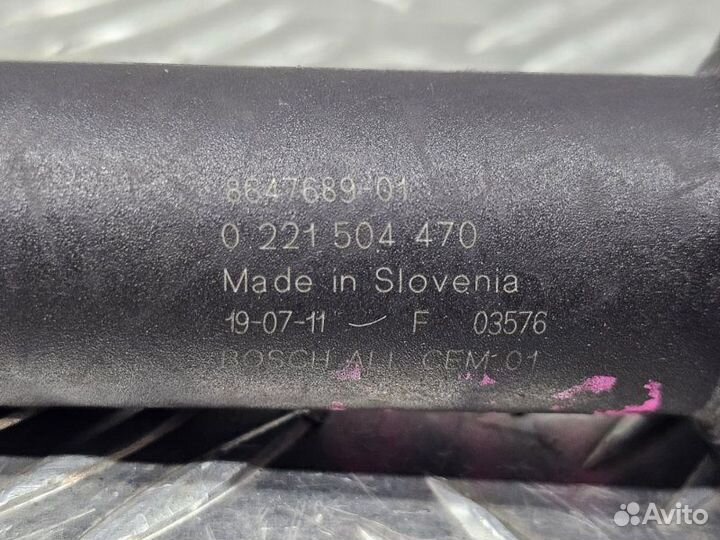 8647689-01
0 221 504 470
Made in Slovenia
19-07-11 — F 03576
BOSCH ALL CEM 01
Avito